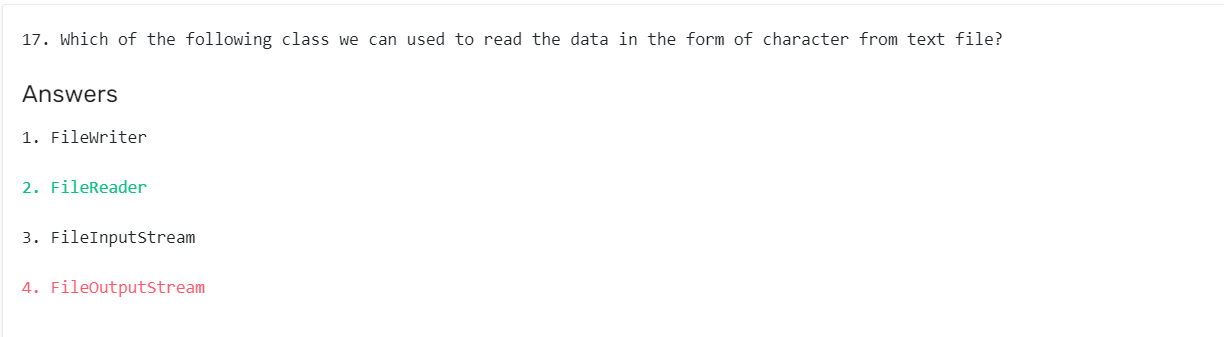 17. Which of the following class we can used to read the data in the form of character from text file?
Answers
1. FileWriter
2. FileReader
3. FileInputStream
4. FileOutputStream